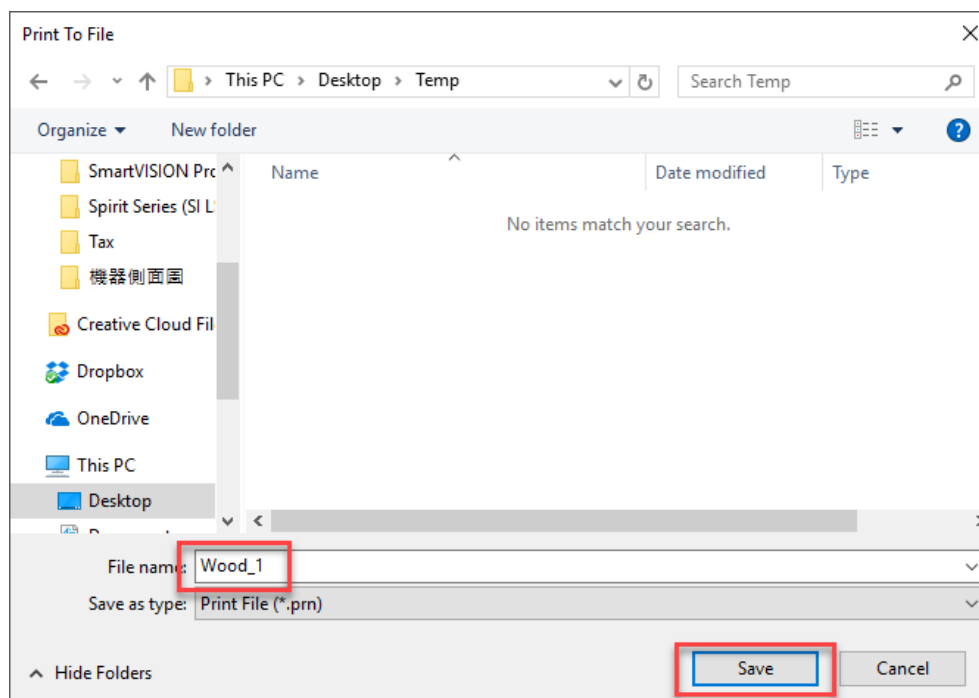 Print To File
This PC > Desktop > Temp
Search Temp
Organize
New folder
SmartVISION Prc
Spirit Series (SI L
Tax
機器側面圖
Creative Cloud Fil
Dropbox
OneDrive
This PC
Desktop
Name
Date modified
Type
No items match your search.
File name: Wood_1
Save as type: Print File (*.prn)
Hide Folders
Save
Cancel